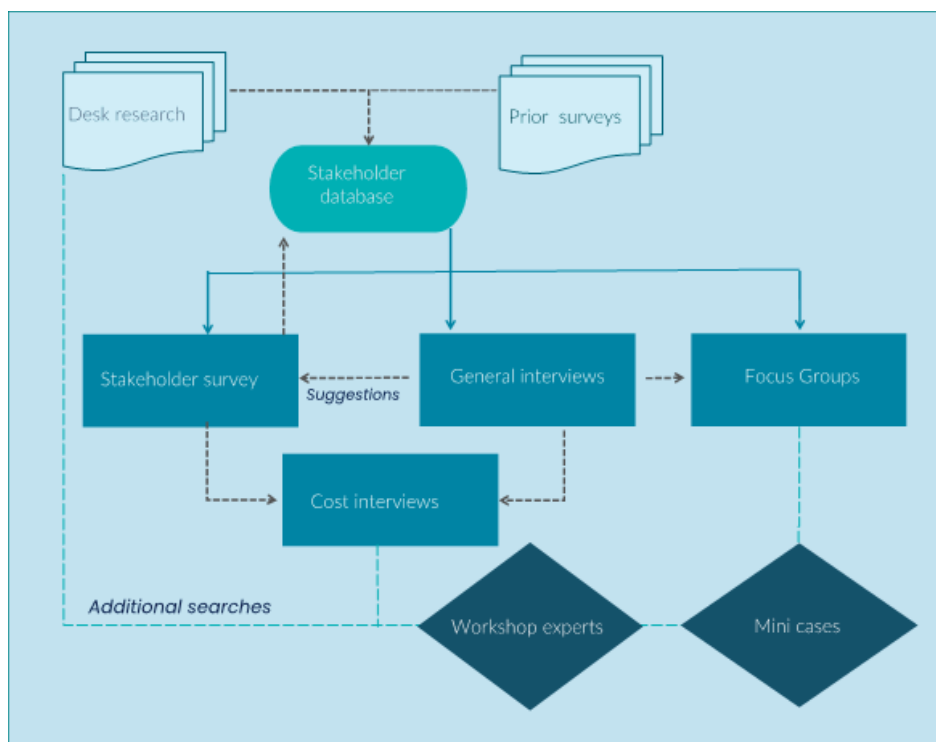 Desk research
Prior surveys
Stakeholder
database
Stakeholder survey
General interviews
Focus Groups
Suggestions
Cost interviews
Additional searches
Workshop experts
Mini cases